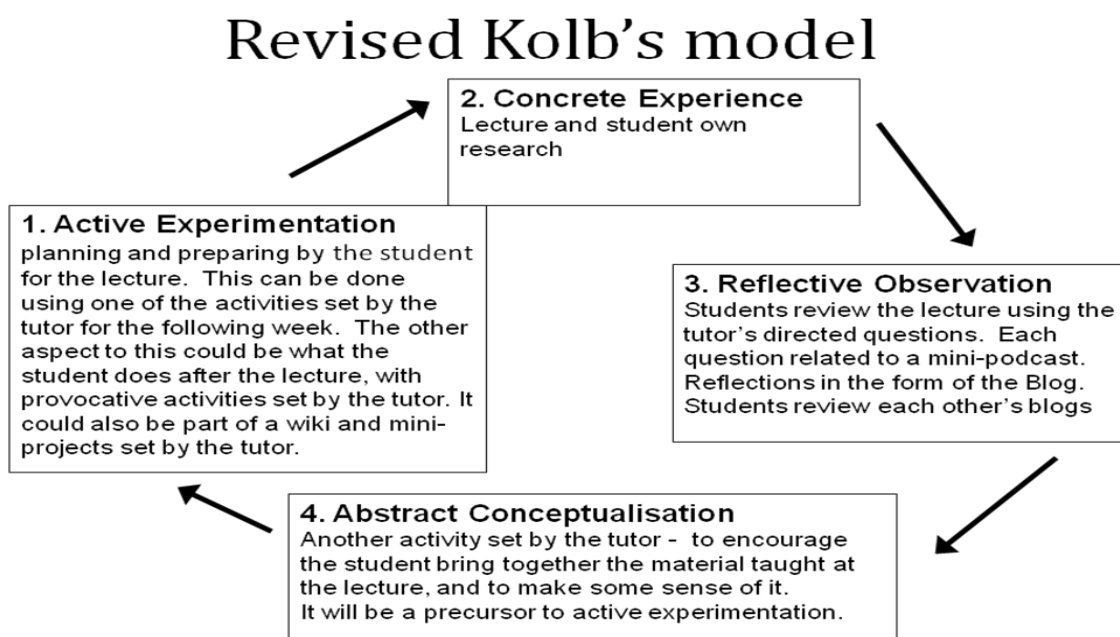 Revised Kolb's model
1. Active Experimentation
planning and preparing by the student
for the lecture.  This can be done
using one of the activities set by the
tutor for the following week.  The other
aspect to this could be what the
student does after the lecture, with
provocative activities set by the tutor. It
could also be part of a wiki and mini-
projects set by the tutor.
2. Concrete Experience
Lecture and student own
research
3. Reflective Observation
Students review the lecture using the
tutor's directed questions.  Each
question related to a mini-podcast.
Reflections in the form of the Blog.
Students review each other's blogs
4. Abstract Conceptualisation
Another activity set by the tutor -  to encourage
the student bring together the material taught at
the lecture, and to make some sense of it.
It will be a precursor to active experimentation.